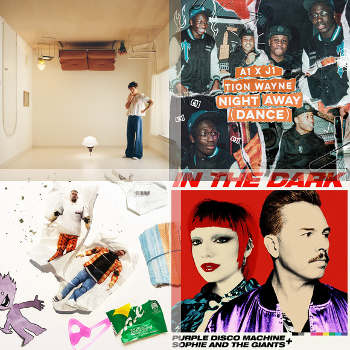 A1 X J1
TION WAYNE
NIGHT AWAY
(DANCE)
IN THE DARK
PURPLE DISCO MACHINE +
SOPHIE AND THE GIANTS